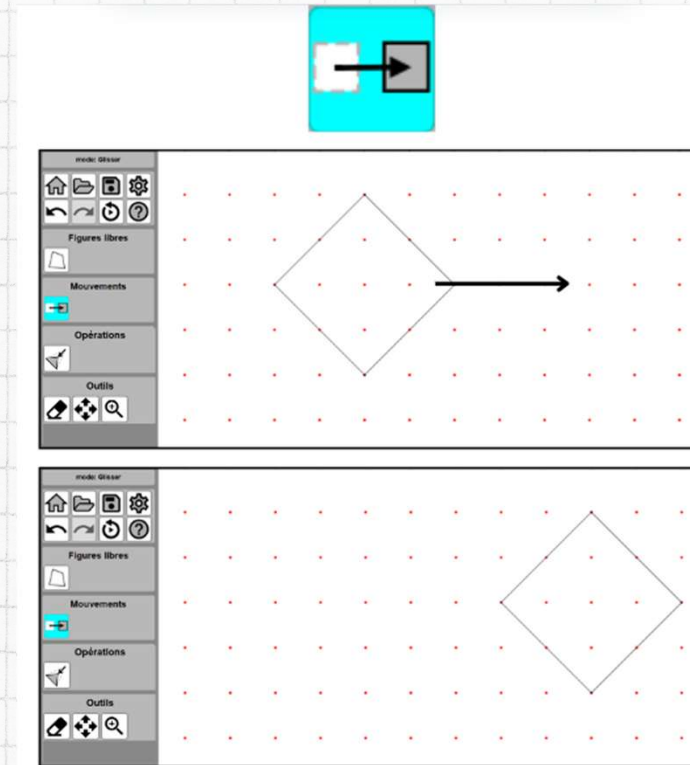 mode: Glisser
Figures libres
Mouvements
Opérations
Outils
mode: Glisser
Figures libres
Mouvements
Opérations
Outils